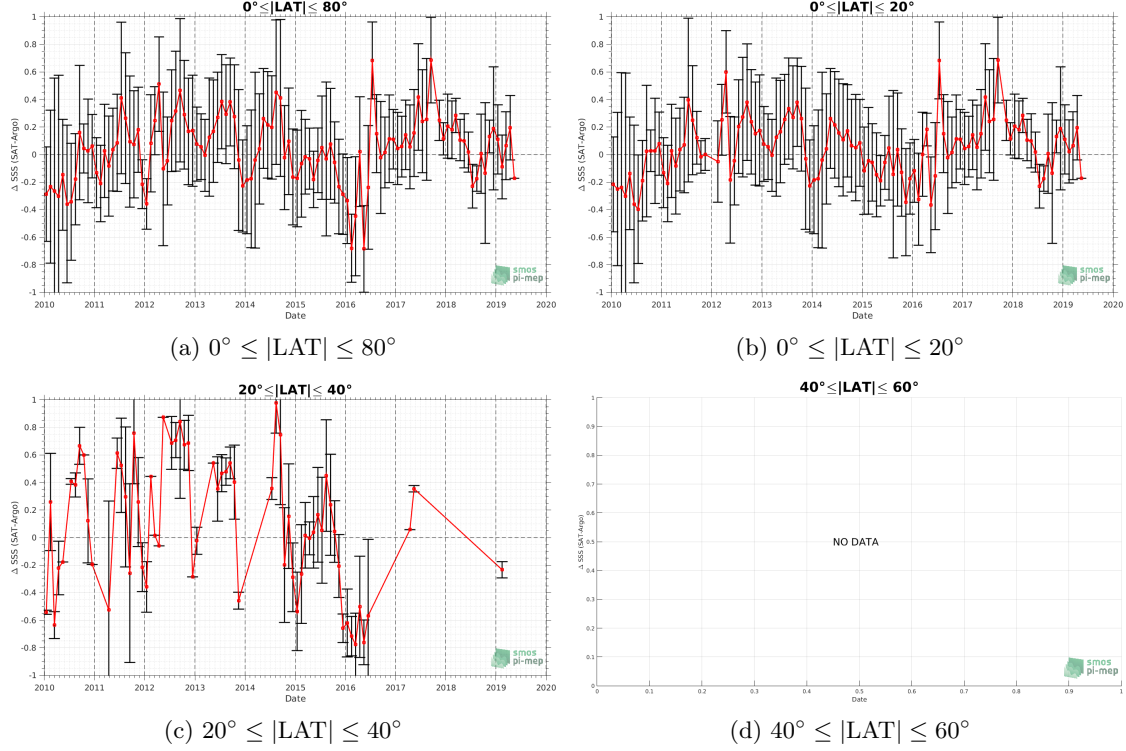 0°≤|LAT|≤ 80°
1
0.8
0.6
0.4
0.2
0
-0.2
-0.4
-0.6
-0.8
-1
Δ SSS (SAT-Argo)
2010 2011 2012 2013 2014 2015 2016 2017 2018 2019 2020
Date
smos
pi-mep
(a) 0° ≤ |LAT| ≤ 80°
0°≤|LAT|≤ 20°
1
0.8
0.6
0.4
0.2
0
-0.2
-0.4
-0.6
-0.8
-1
Δ SSS (SAT-Argo)
2010 2011 2012 2013 2014 2015 2016 2017 2018 2019 2020
Date
smos
pi-mep
(b) 0° ≤ |LAT| ≤ 20°
20°≤|LAT|≤ 40°
1
0.8
0.6
0.4
0.2
0
-0.2
-0.4
-0.6
-0.8
-1
Δ SSS (SAT-Argo)
2010 2011 2012 2013 2014 2015 2016 2017 2018 2019 2020
Date
smos
pi-mep
(c) 20° ≤ |LAT| ≤ 40°
40°≤|LAT|≤ 60°
1
0.9
0.8
0.7
0.6
0.5
0.4
0.3
0.2
0.1
0
Δ SSS (SAT-Argo)
NO DATA
0 0.1 0.2 0.3 0.4 0.5 0.6 0.7 0.8 0.9 1
Date
smos
pi-mep
(d) 40° ≤ |LAT| ≤ 60°